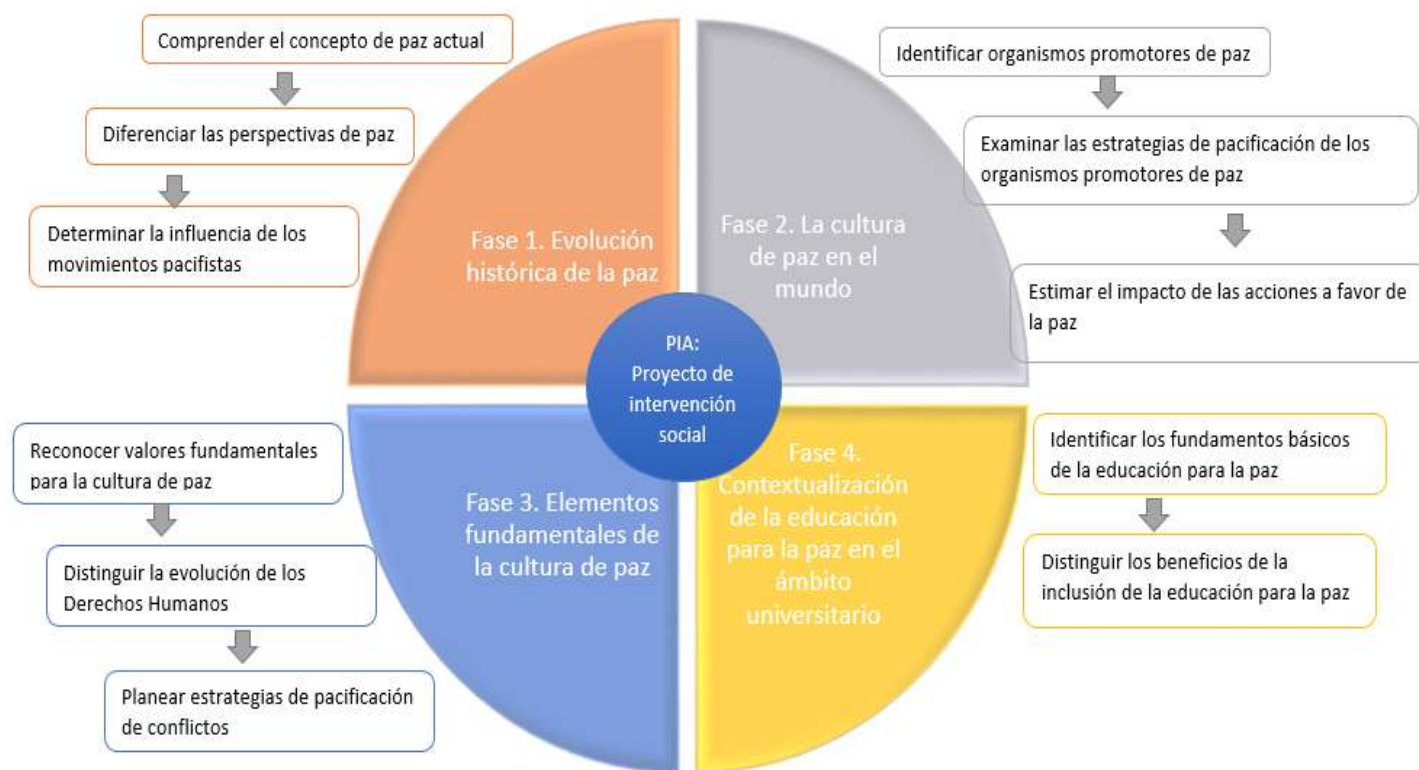 Comprender el concepto de paz actual
Diferenciar las perspectivas de paz
Determinar la influencia de los
movimientos pacifistas
Fase 1. Evolución
histórica de la paz
Identificar organismos promotores de paz
Examinar las estrategias de pacificación de los
organismos promotores de paz
Estimar el impacto de las acciones a favor de
la paz
Fase 2. La cultura
de paz en el
mundo
PIA:
Proyecto de
intervención
social
Reconocer valores fundamentales
para la cultura de paz
Distinguir la evolución de los
Derechos Humanos
Planear estrategias de pacificación
de conflictos
Fase 3. Elementos
fundamentales de
la cultura de paz
Fase 4.
Contextualización
de la educación
para la paz en el
ámbito
universitario
Identificar los fundamentos básicos
de la educación para la paz
Distinguir los beneficios de la
inclusión de la educación para la paz